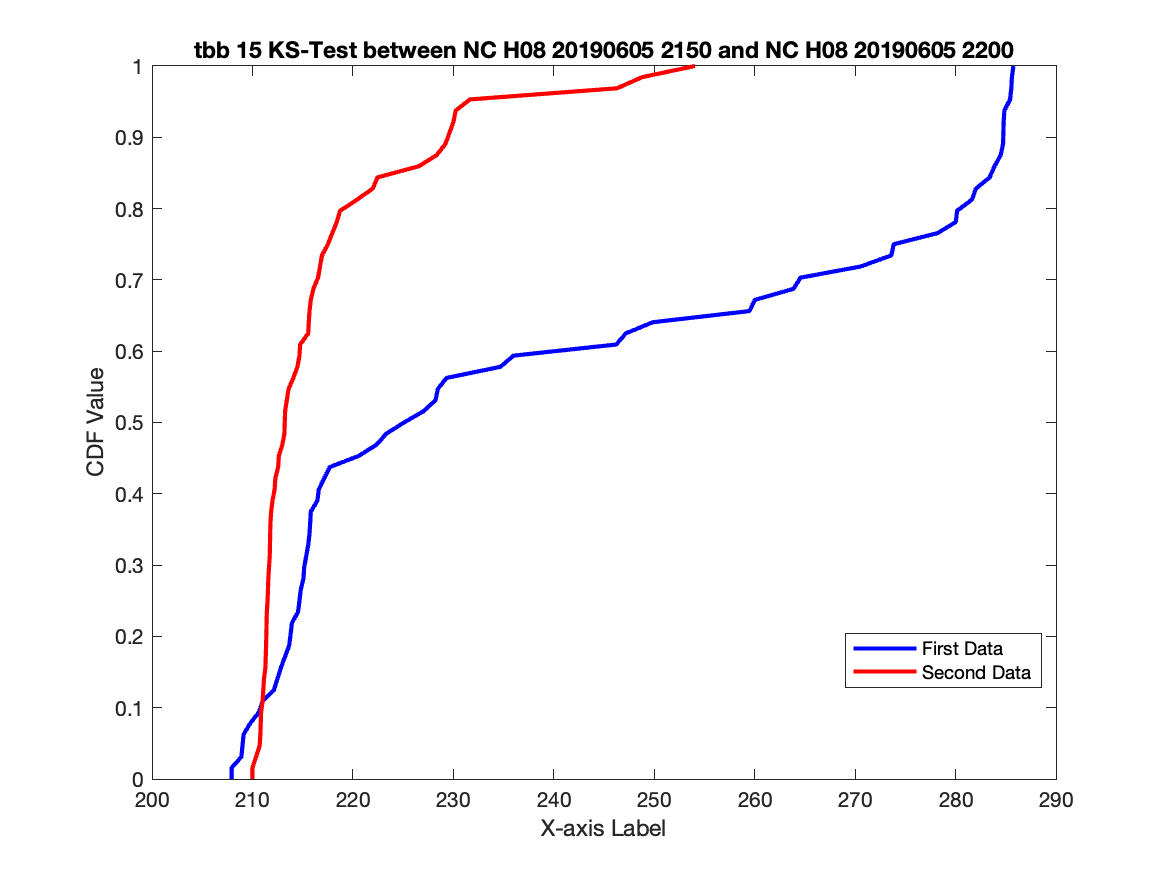 tbb 15 KS-Test between NC H08 20190605 2150 and NC H08 20190605 2200
1
0.9
0.8
0.7
0.6
0.5
0.4
0.3
0.2
0.1
0
CDF Value
First Data
Second Data
200 210 220 230 240 250 260 270 280 290
X-axis Label